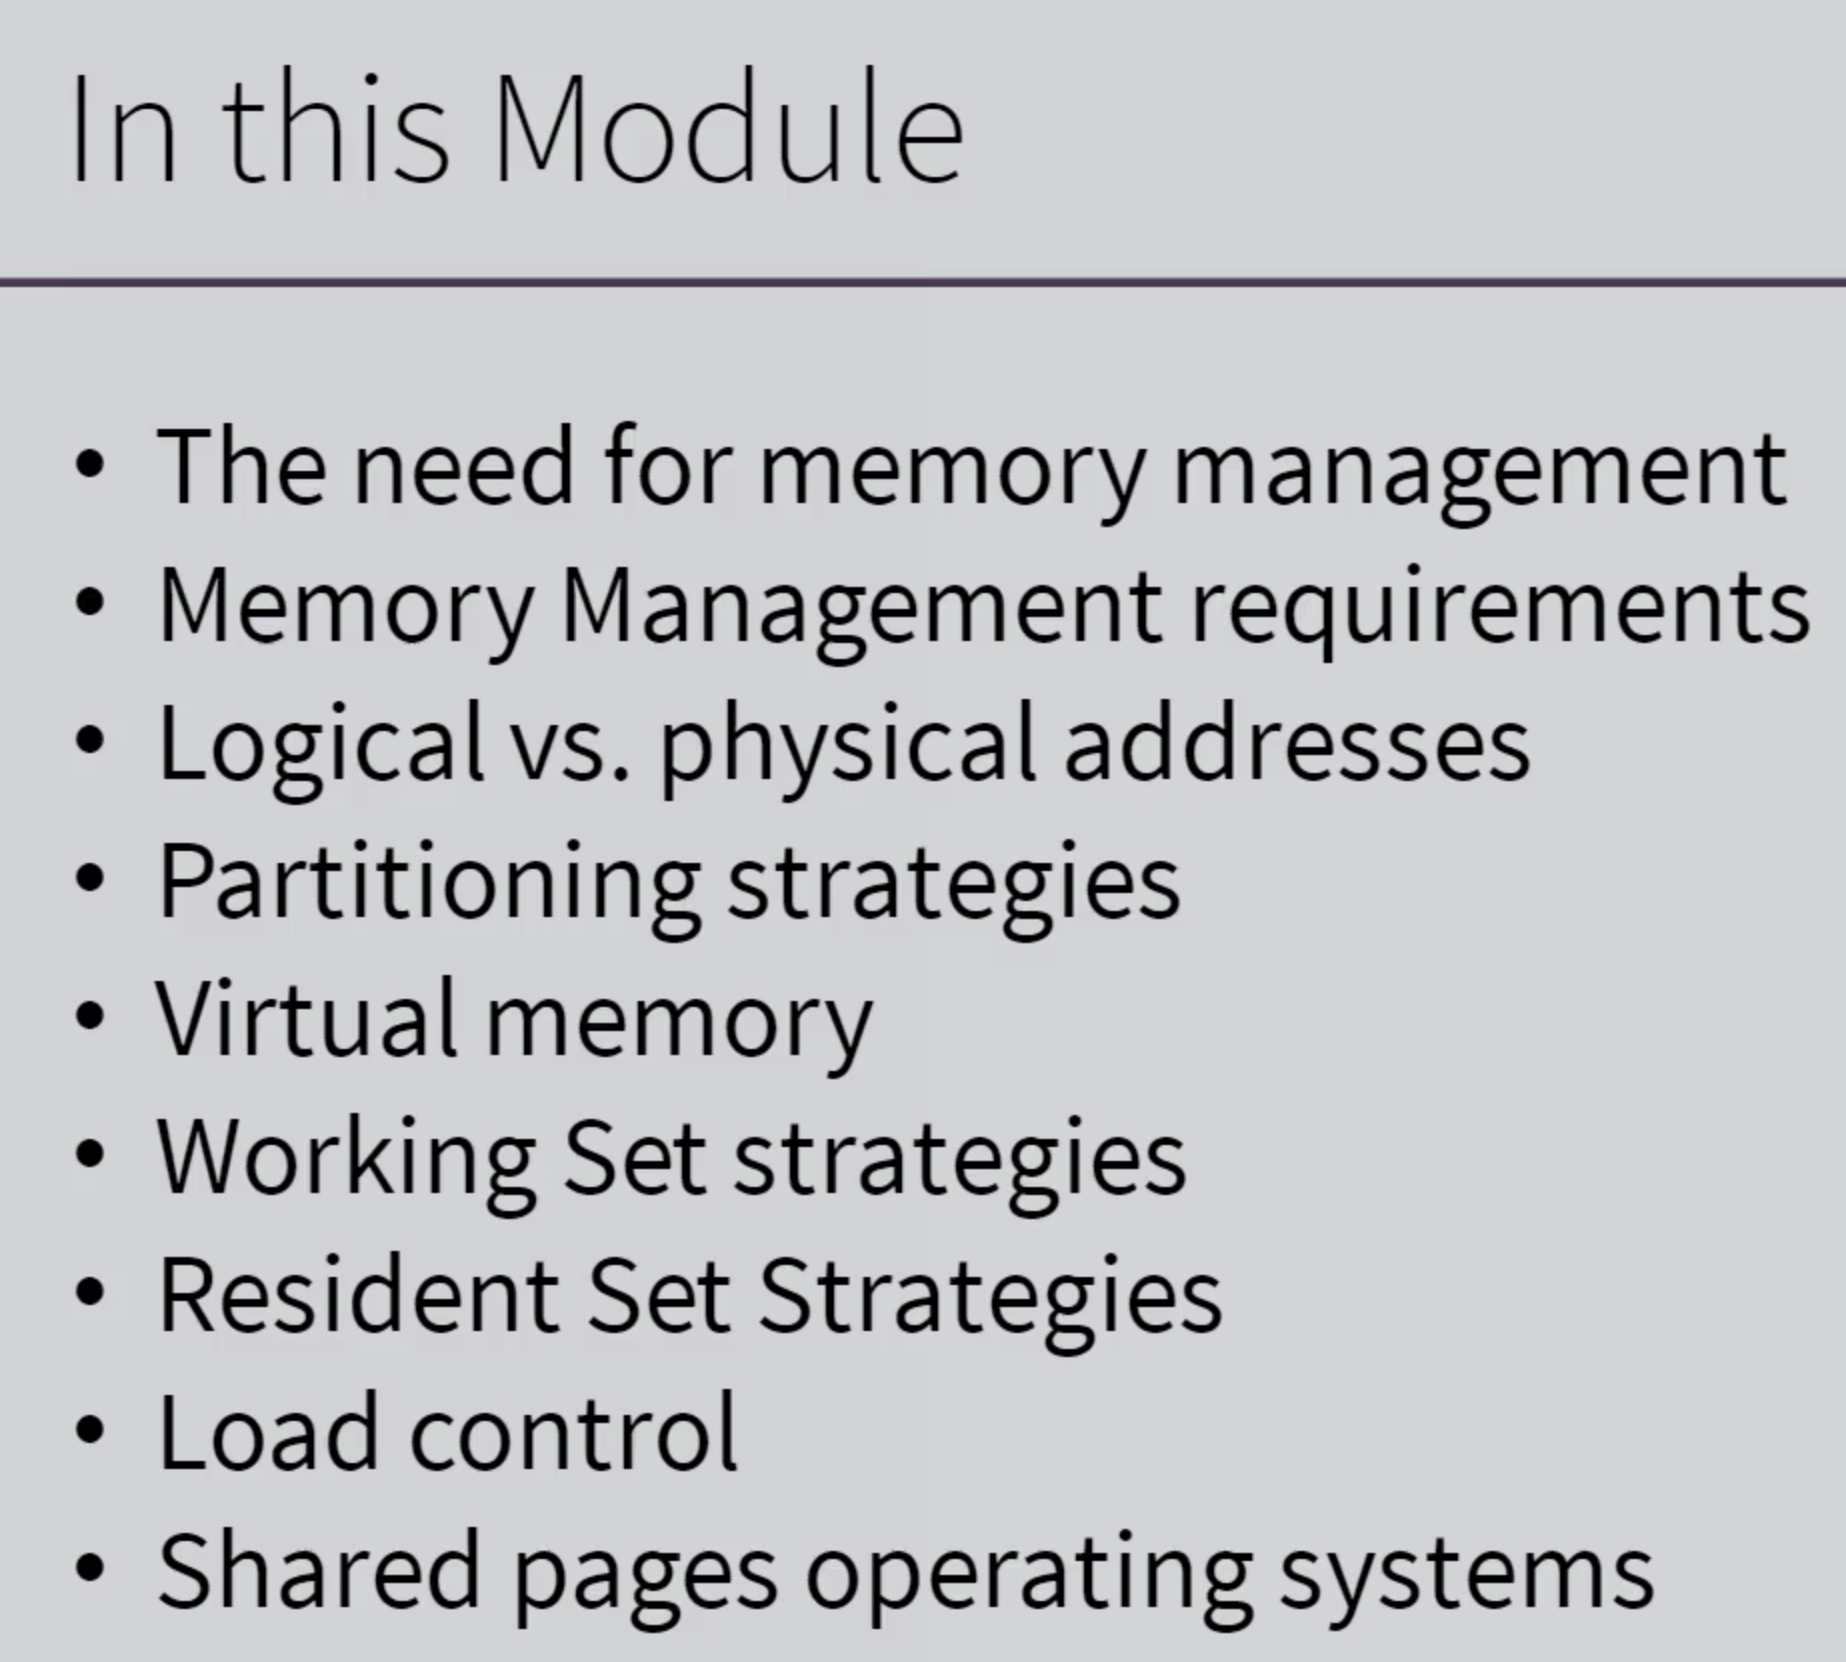 In this Module
• The need for memory management
• Memory Management requirements
• Logical vs. physical addresses
• Partitioning strategies
• Virtual memory
• Working Set strategies
• Resident Set Strategies
• Load control
• Shared pages operating systems